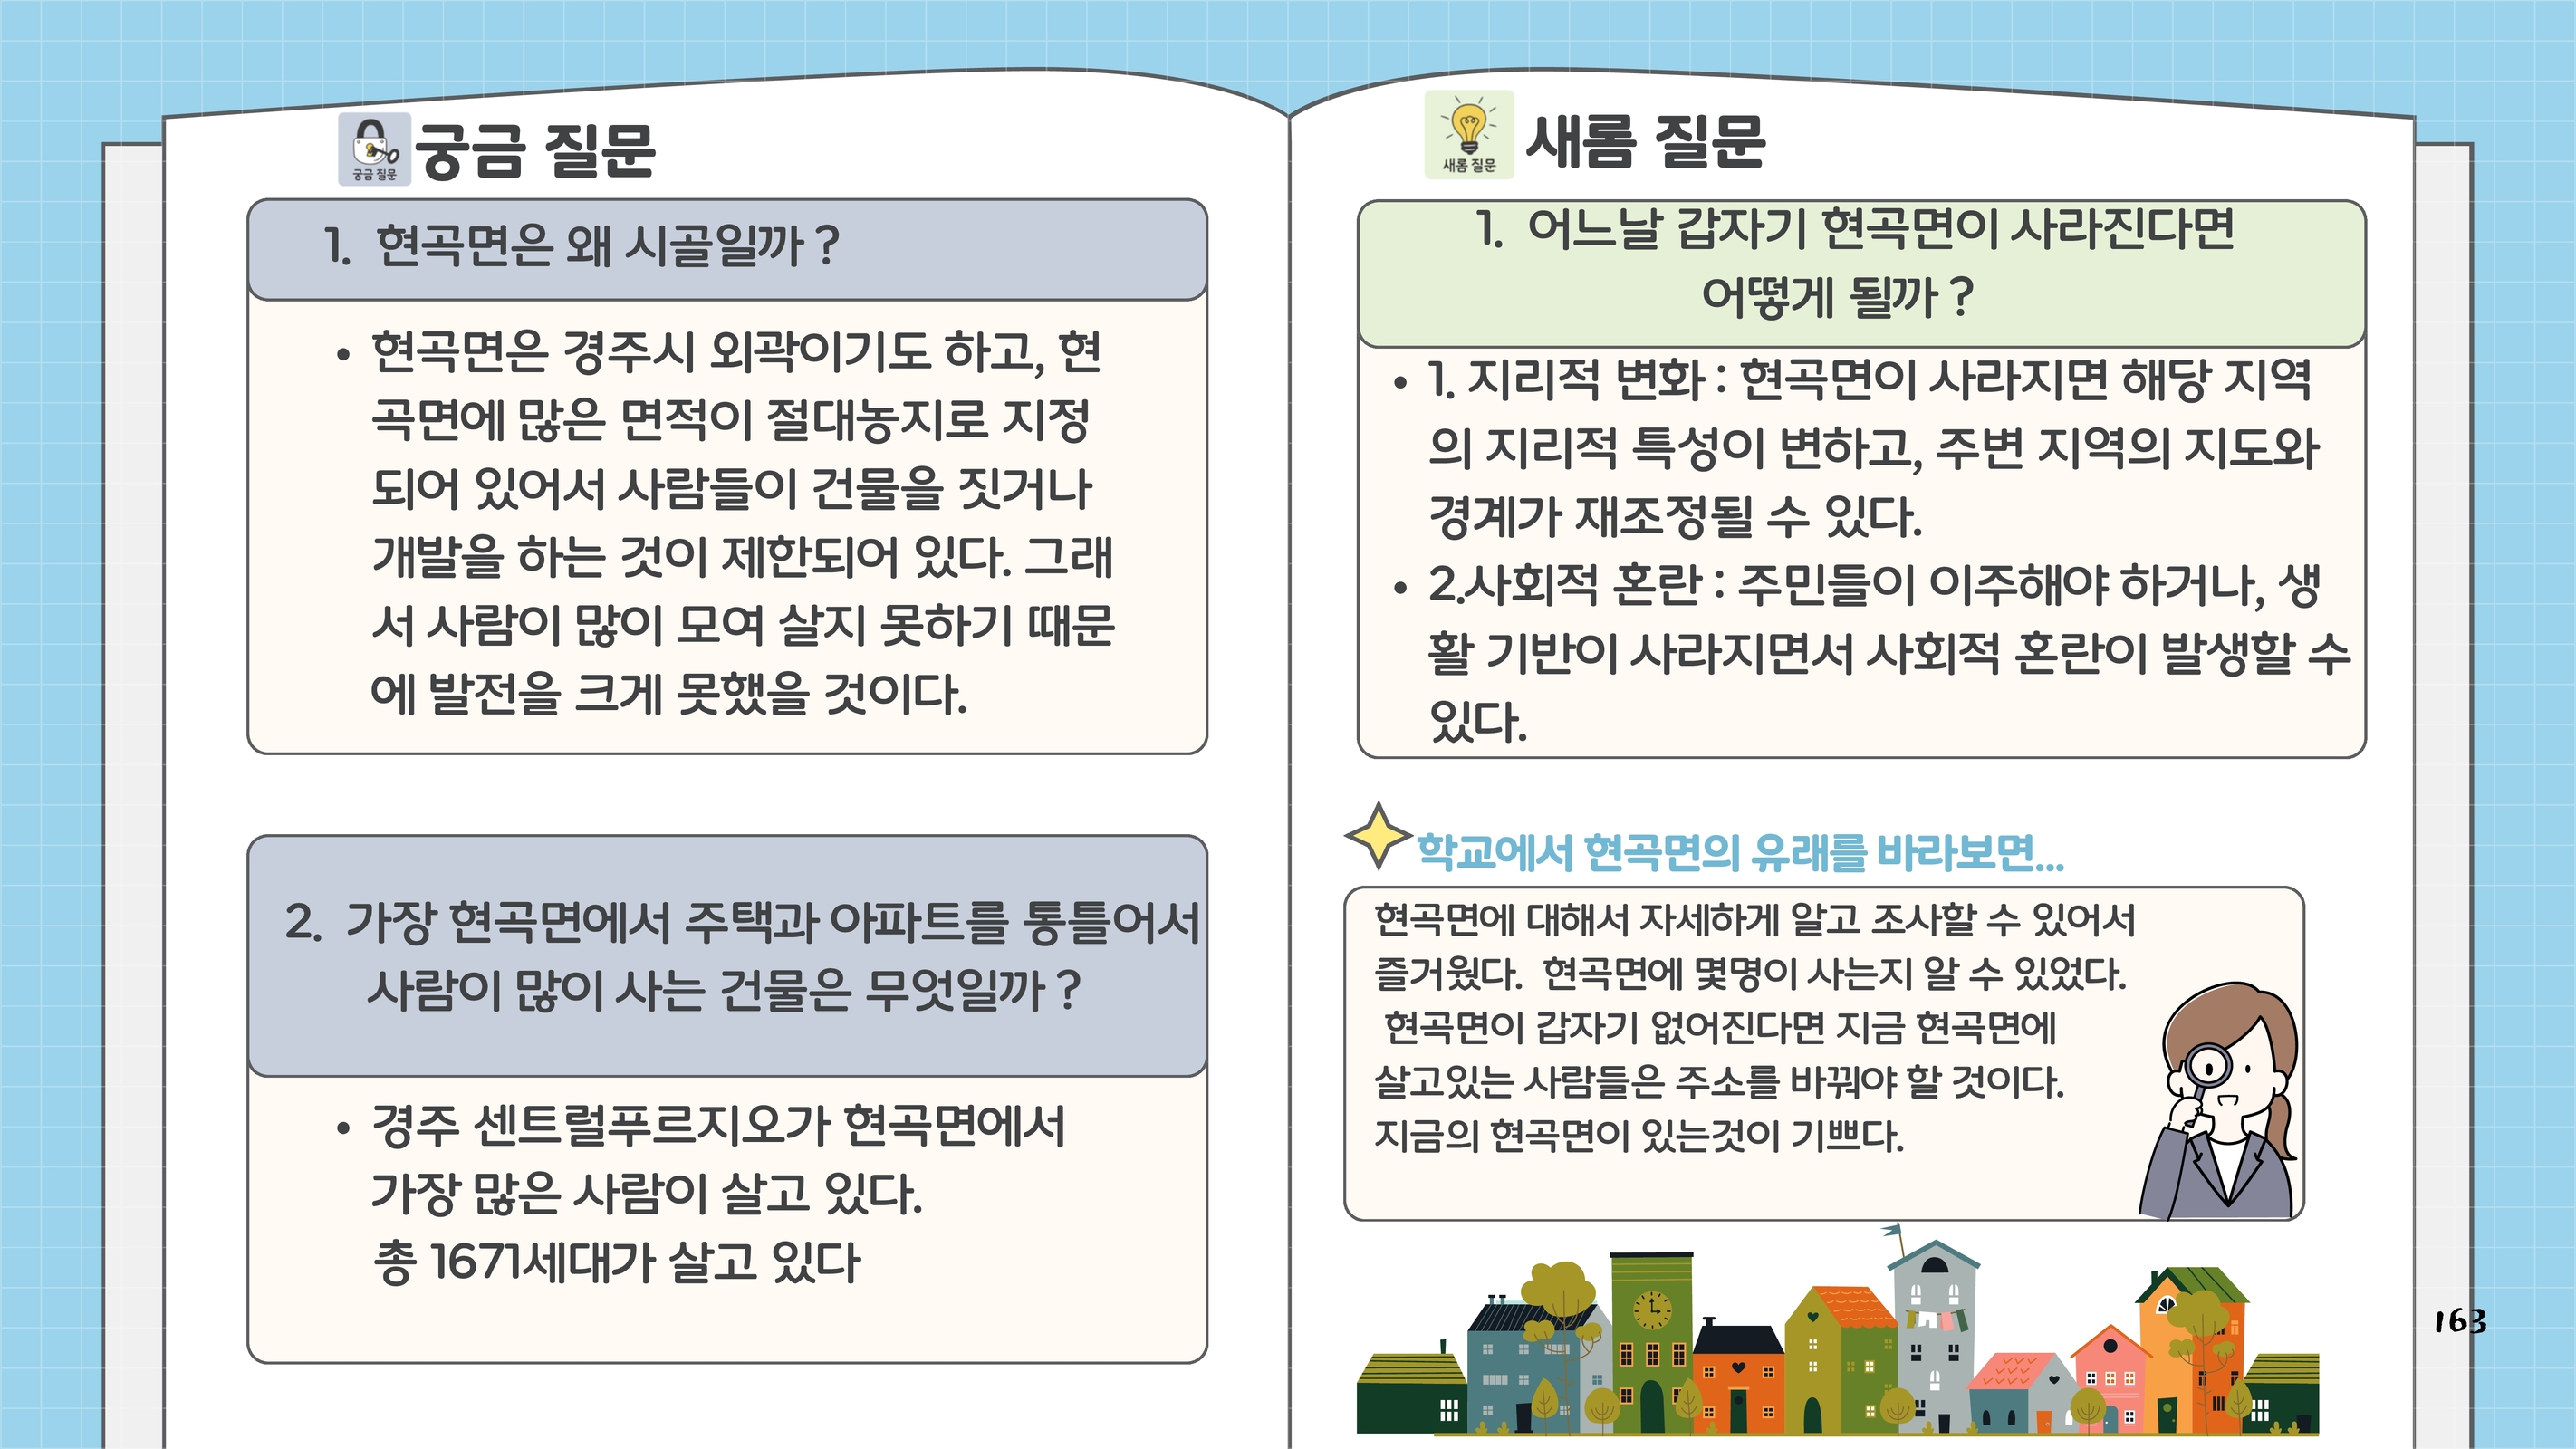 궁금 질문
궁금 질문
1. 현곡면은 왜 시골일까 ?
• 현곡면은 경주시 외곽이기도 하고, 현
곡면에 많은 면적이 절대농지로 지정
되어 있어서 사람들이 건물을 짓거나
개발을 하는 것이 제한되어 있다. 그래
서 사람이 많이 모여 살지 못하기 때문
에 발전을 크게 못했을 것이다.
2. 가장 현곡면에서 주택과 아파트를 통틀어서
사람이 많이 사는 건물은 무엇일까 ?
• 경주 센트럴푸르지오가 현곡면에서
가장 많은 사람이 살고 있다.
총 1671세대가 살고 있다
새롬 질문
새롬 질문
1. 어느날 갑자기 현곡면이 사라진다면
어떻게 될까 ?
• 1. 지리적 변화 : 현곡면이 사라지면 해당 지역
의 지리적 특성이 변하고, 주변 지역의 지도와
경계가 재조정될 수 있다.
• 2.사회적 혼란 : 주민들이 이주해야 하거나, 생
활 기반이 사라지면서 사회적 혼란이 발생할 수
있다.
학교에서 현곡면의 유래를 바라보면...
현곡면에 대해서 자세하게 알고 조사할 수 있어서
즐거웠다. 현곡면에 몇명이 사는지 알 수 있었다.
현곡면이 갑자기 없어진다면 지금 현곡면에
살고있는 사람들은 주소를 바꿔야 할 것이다.
지금의 현곡면이 있는것이 기쁘다.
163